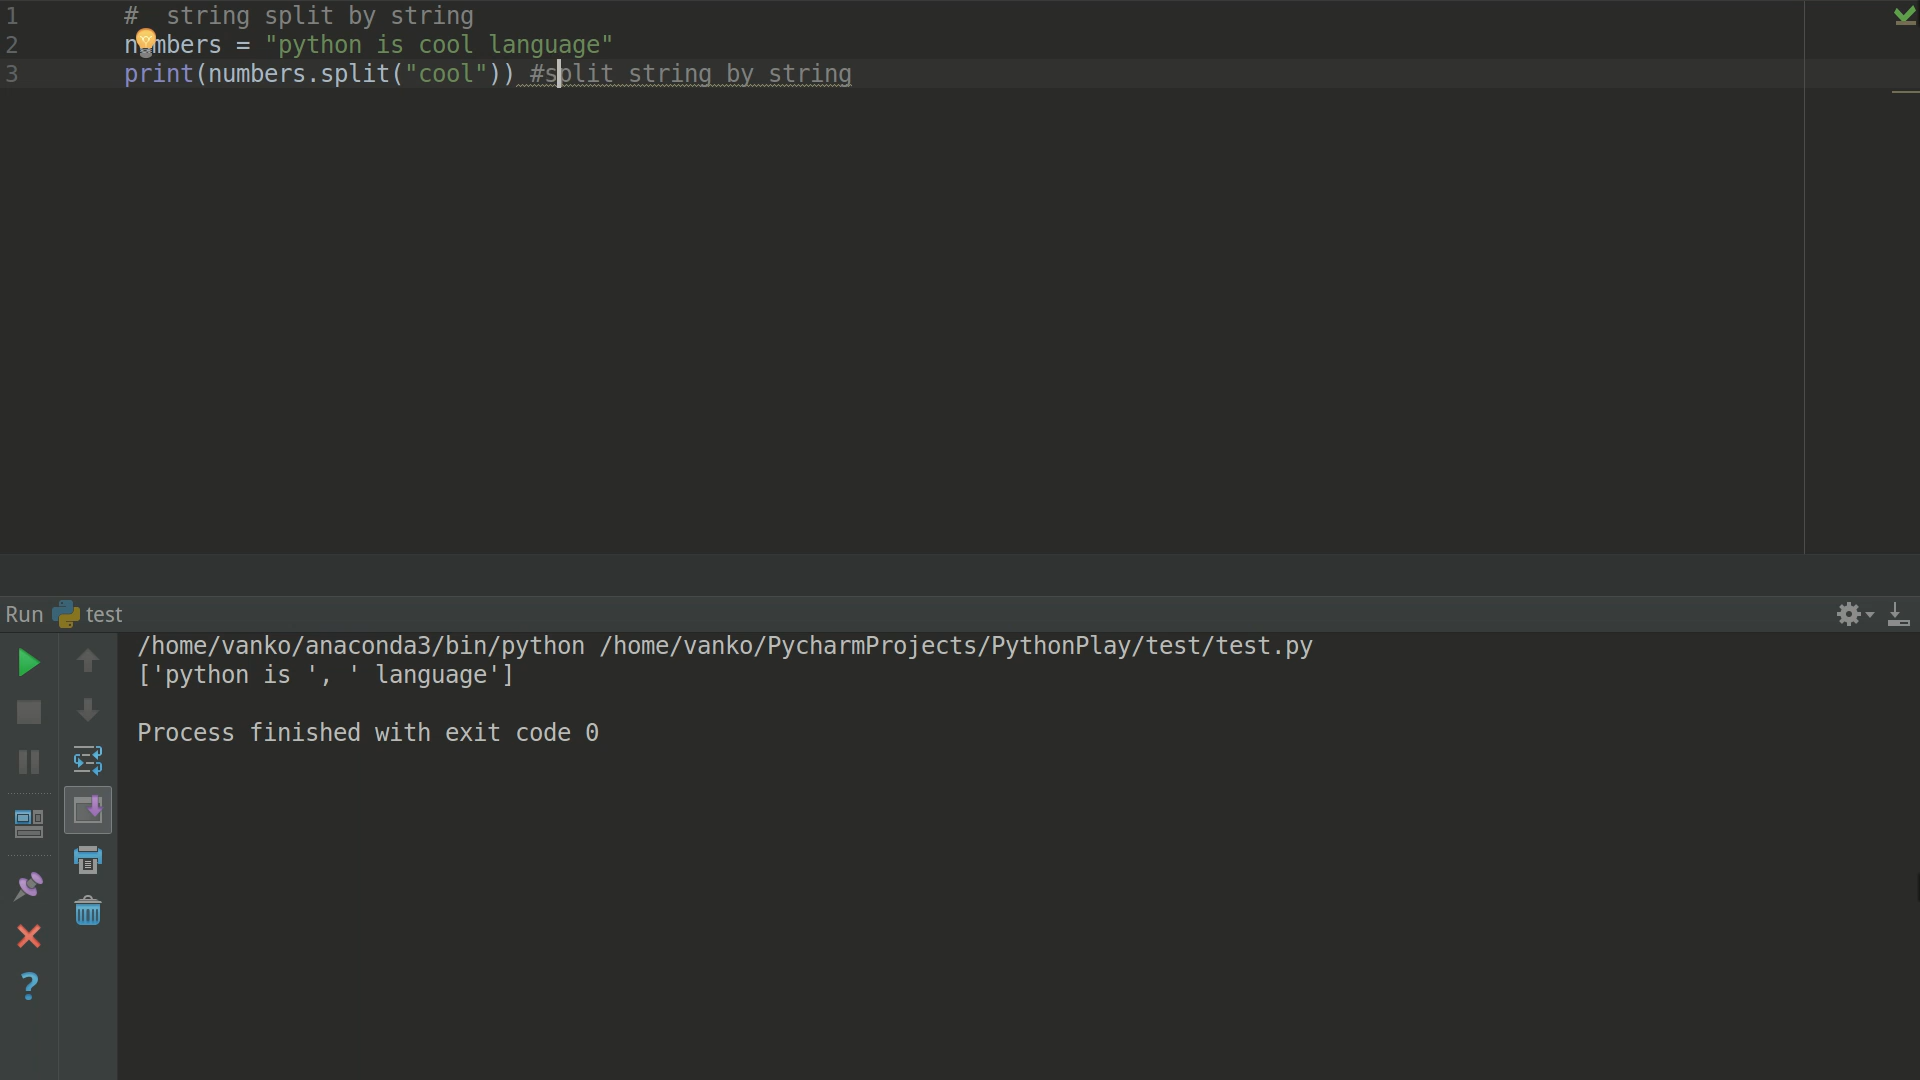 1 #  string split by string
2 numbers = "python is cool language"
3 print(numbers.split("cool")) #split string by string
Run test
/home/vanko/anaconda3/bin/python /home/vanko/PycharmProjects/PythonPlay/test/test.py
['python is ', ' language']
Process finished with exit code 0
?